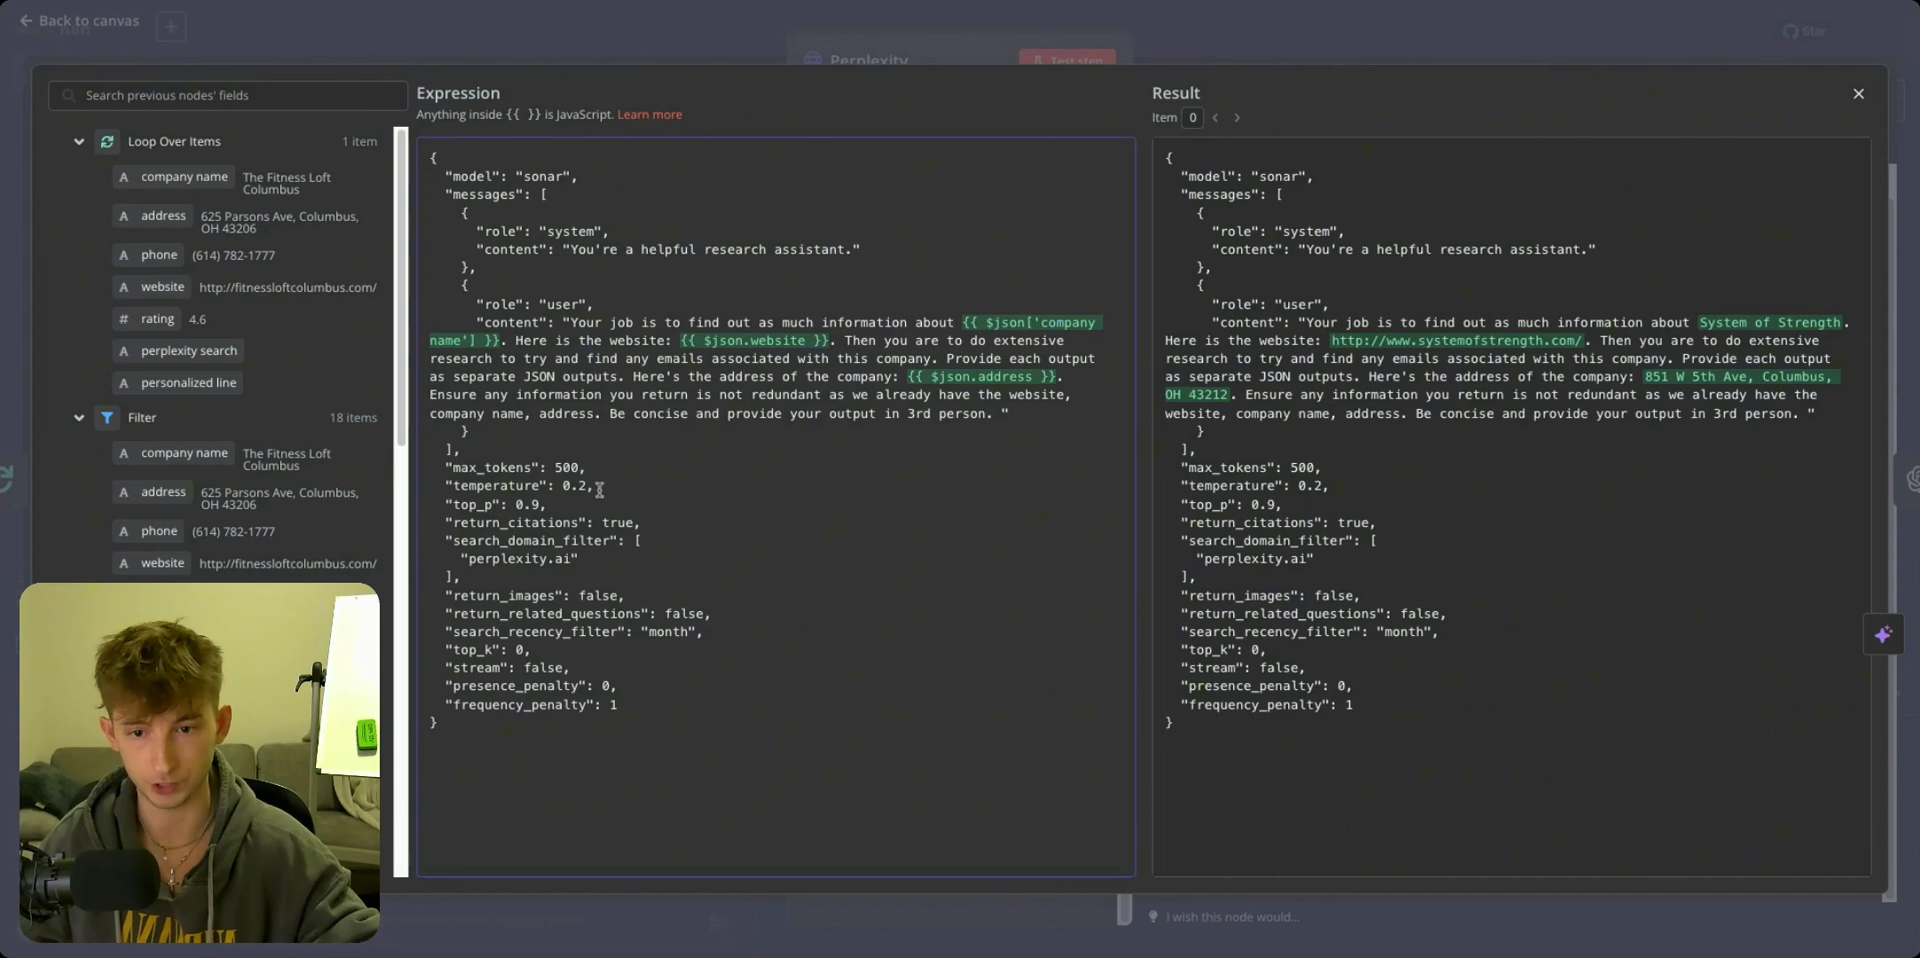 Back to canvas
Star
Perplexity
Test step
Search previous nodes' fields
Loop Over Items 1 item
company name The Fitness Loft
Columbus
address 625 Parsons Ave, Columbus,
OH 43206
phone (614) 782-1777
website http://fitnessloftcolumbus.com/
# rating 4.6
perplexity search
personalized line
Filter 18 items
company name The Fitness Loft
Columbus
address 625 Parsons Ave, Columbus,
OH 43206
phone (614) 782-1777
website http://fitnessloftcolumbus.com/
Expression
Anything inside {{ }} is JavaScript. Learn more
{
"model": "sonar",
"messages": [
{
"role": "system",
"content": "You're a helpful research assistant."
},
{
"role": "user",
"content": "Your job is to find out as much information about {{ $json['company
name'] }}. Here is the website: {{ $json.website }}. Then you are to do extensive
research to try and find any emails associated with this company. Provide each output
as separate JSON outputs. Here's the address of the company: {{ $json.address }}.
Ensure any information you return is not redundant as we already have the website,
company name, address. Be concise and provide your output in 3rd person. "
}
],
"max_tokens": 500,
"temperature": 0.2,
"top_p": 0.9,
"return_citations": true,
"search_domain_filter": [
"perplexity.ai"
],
"return_images": false,
"return_related_questions": false,
"search_recency_filter": "month",
"top_k": 0,
"stream": false,
"presence_penalty": 0,
"frequency_penalty": 1
}
Result
Item 0
{
"model": "sonar",
"messages": [
{
"role": "system",
"content": "You're a helpful research assistant."
},
{
"role": "user",
"content": "Your job is to find out as much information about System of Strength.
Here is the website: http://www.systemofstrength.com/. Then you are to do extensive
research to try and find any emails associated with this company. Provide each output
as separate JSON outputs. Here's the address of the company: 851 W 5th Ave, Columbus,
OH 43212. Ensure any information you return is not redundant as we already have the
website, company name, address. Be concise and provide your output in 3rd person. "
}
],
"max_tokens": 500,
"temperature": 0.2,
"top_p": 0.9,
"return_citations": true,
"search_domain_filter": [
"perplexity.ai"
],
"return_images": false,
"return_related_questions": false,
"search_recency_filter": "month",
"top_k": 0,
"stream": false,
"presence_penalty": 0,
"frequency_penalty": 1
}
I wish this node would...